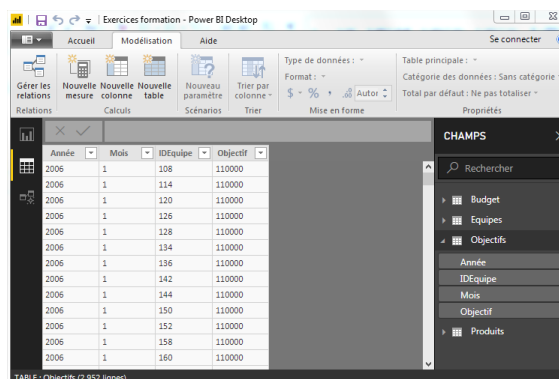 Exercices formation - Power BI Desktop
Accueil Modélisation Aide Se connecter
Gérer les relations
Nouvelle mesure
Nouvelle colonne
Nouvelle table
Nouveau paramètre
Trier par colonne
Type de données :
Format :
$ % , .00 Autor
Table principale :
Catégorie des données : Sans catégorie
Total par défaut : Ne pas totaliser
Relations Calculs Scénarios Trier Mise en forme Propriétés
Année Mois IDEquipe Objectif
2006 1 108 110000
2006 1 114 110000
2006 1 120 110000
2006 1 126 110000
2006 1 128 110000
2006 1 134 110000
2006 1 136 110000
2006 1 142 110000
2006 1 144 110000
2006 1 150 110000
2006 1 152 110000
2006 1 158 110000
2006 1 160 110000
CHAMPS
Rechercher
Budget
Equipes
Objectifs
Année
IDEquipe
Mois
Objectif
Produits
TABLE : Objectifs (2 952 lignes)